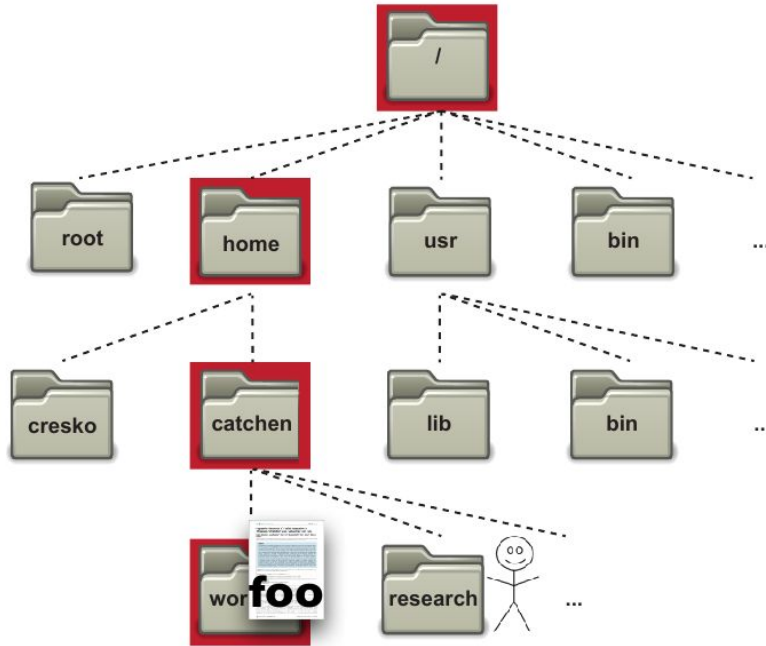 /
root
home
usr
bin
...
cresko
catchen
lib
bin
..
wor
foo
research
...